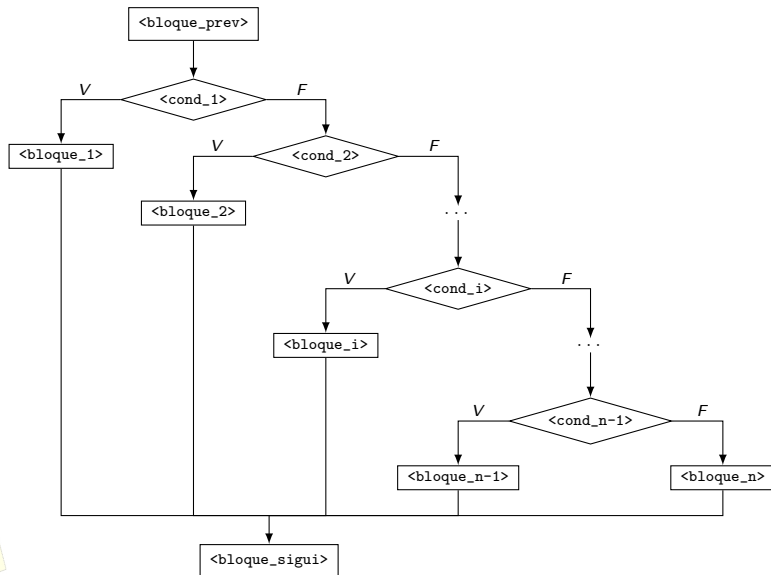 <bloque_prev>
<cond_1>
V
F
<bloque_1>
<cond_2>
V
F
<bloque_2>
...
<cond_i>
V
F
<bloque_i>
...
<cond_n-1>
V
F
<bloque_n-1>
<bloque_n>
<bloque_sigui>